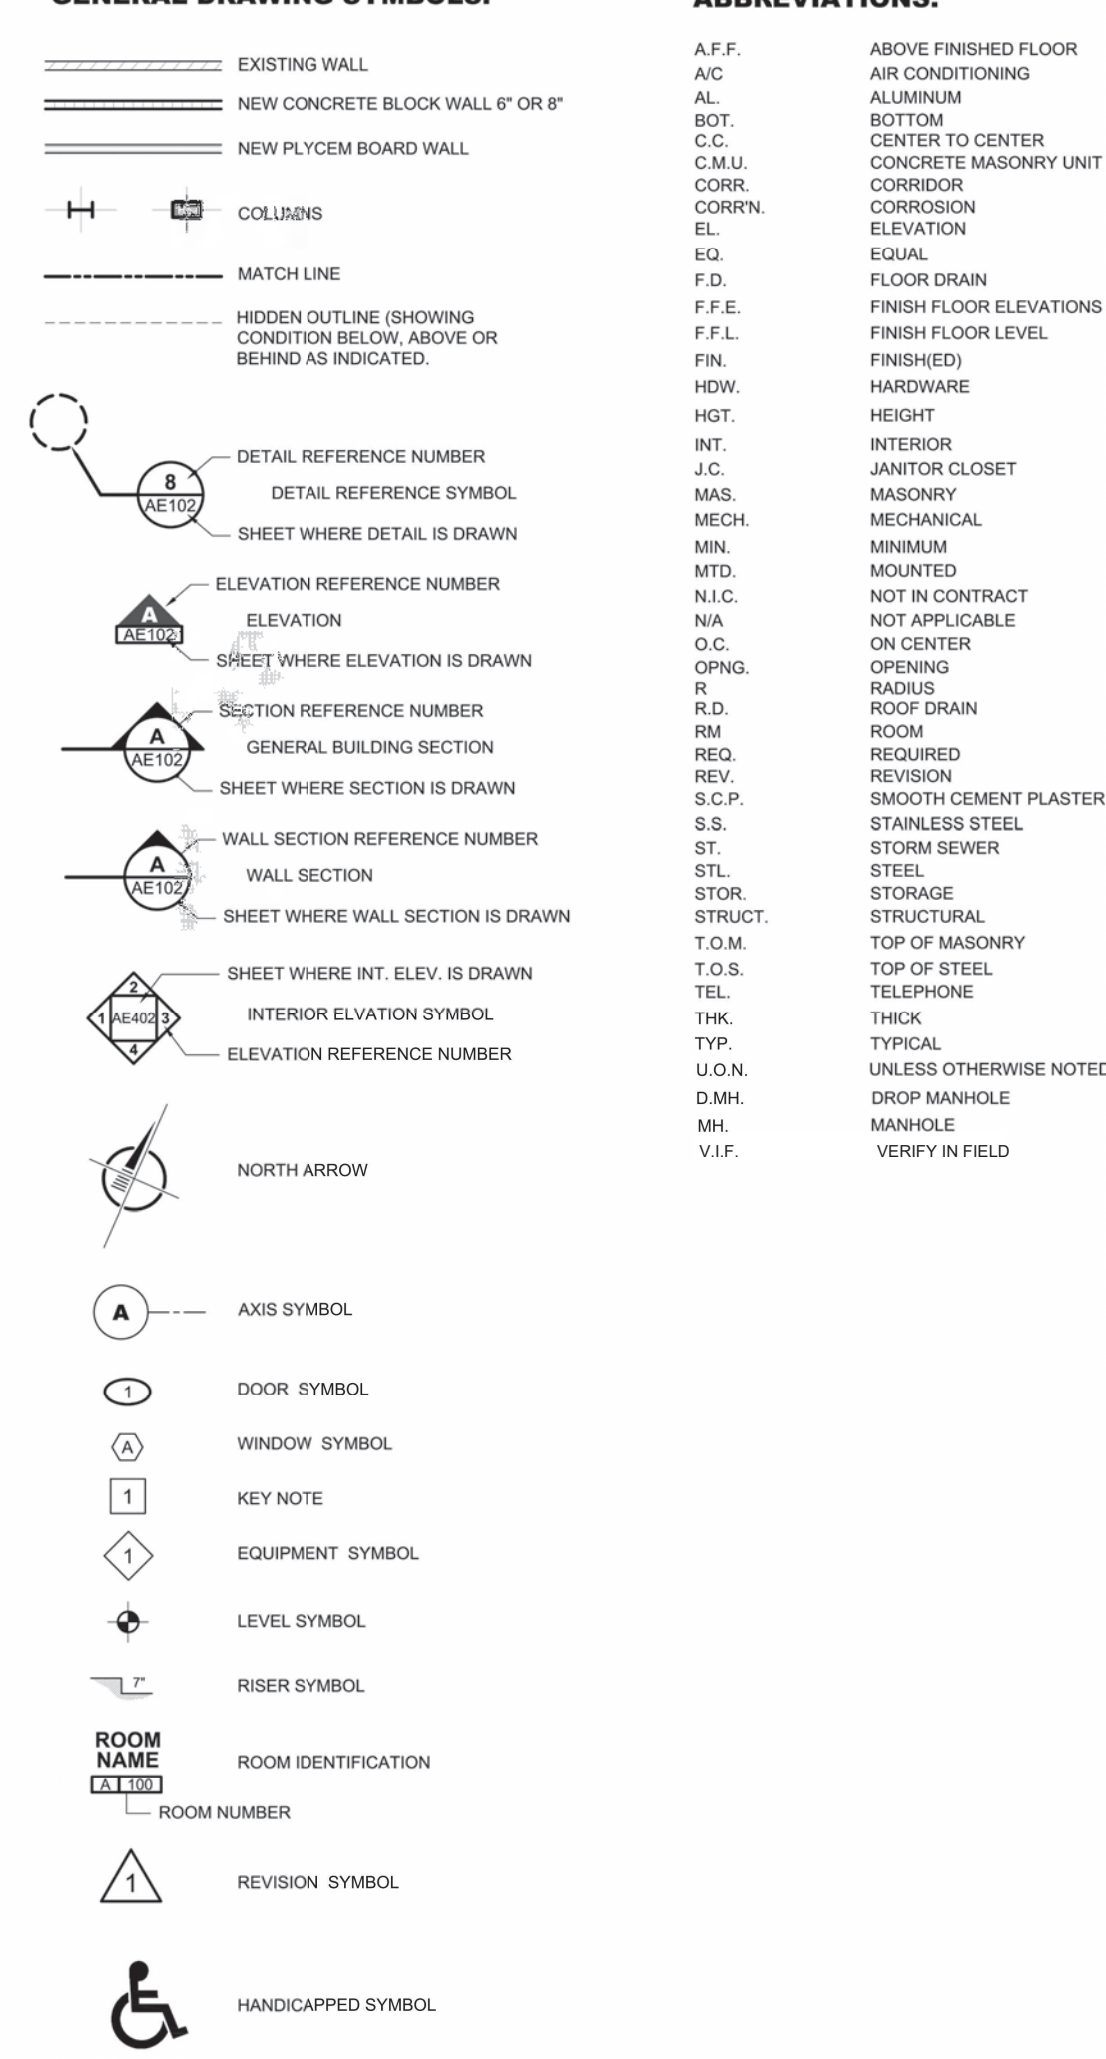 GENERAL DRAWING SYMBOLS:
EXISTING WALL
NEW CONCRETE BLOCK WALL 6" OR 8"
NEW PLYCEM BOARD WALL
COLUMNS
MATCH LINE
HIDDEN OUTLINE (SHOWING
CONDITION BELOW, ABOVE OR
BEHIND AS INDICATED.
DETAIL REFERENCE NUMBER
8
DETAIL REFERENCE SYMBOL
AE102
SHEET WHERE DETAIL IS DRAWN
ELEVATION REFERENCE NUMBER
A
ELEVATION
AE102
SHEET WHERE ELEVATION IS DRAWN
SECTION REFERENCE NUMBER
A
GENERAL BUILDING SECTION
AE102
SHEET WHERE SECTION IS DRAWN
WALL SECTION REFERENCE NUMBER
A
WALL SECTION
AE102
SHEET WHERE WALL SECTION IS DRAWN
SHEET WHERE INT. ELEV. IS DRAWN
2
1 AE402 3
INTERIOR ELVATION SYMBOL
4
ELEVATION REFERENCE NUMBER
NORTH ARROW
A
AXIS SYMBOL
1
DOOR SYMBOL
A
WINDOW SYMBOL
1
KEY NOTE
1
EQUIPMENT SYMBOL
LEVEL SYMBOL
7"
RISER SYMBOL
ROOM
NAME
ROOM IDENTIFICATION
A 100
ROOM NUMBER
1
REVISION SYMBOL
HANDICAPPED SYMBOL
ABBREVIATIONS:
A.F.F. ABOVE FINISHED FLOOR
A/C AIR CONDITIONING
AL. ALUMINUM
BOT. BOTTOM
C.C. CENTER TO CENTER
C.M.U. CONCRETE MASONRY UNIT
CORR. CORRIDOR
CORR'N. CORROSION
EL. ELEVATION
EQ. EQUAL
F.D. FLOOR DRAIN
F.F.E. FINISH FLOOR ELEVATIONS
F.F.L. FINISH FLOOR LEVEL
FIN. FINISH(ED)
HDW. HARDWARE
HGT. HEIGHT
INT. INTERIOR
J.C. JANITOR CLOSET
MAS. MASONRY
MECH. MECHANICAL
MIN. MINIMUM
MTD. MOUNTED
N.I.C. NOT IN CONTRACT
N/A NOT APPLICABLE
O.C. ON CENTER
OPNG. OPENING
R RADIUS
R.D. ROOF DRAIN
RM ROOM
REQ. REQUIRED
REV. REVISION
S.C.P. SMOOTH CEMENT PLASTER
S.S. STAINLESS STEEL
ST. STORM SEWER
STL. STEEL
STOR. STORAGE
STRUCT. STRUCTURAL
T.O.M. TOP OF MASONRY
T.O.S. TOP OF STEEL
TEL. TELEPHONE
THK. THICK
TYP. TYPICAL
U.O.N. UNLESS OTHERWISE NOTED
D.MH. DROP MANHOLE
MH. MANHOLE
V.I.F. VERIFY IN FIELD